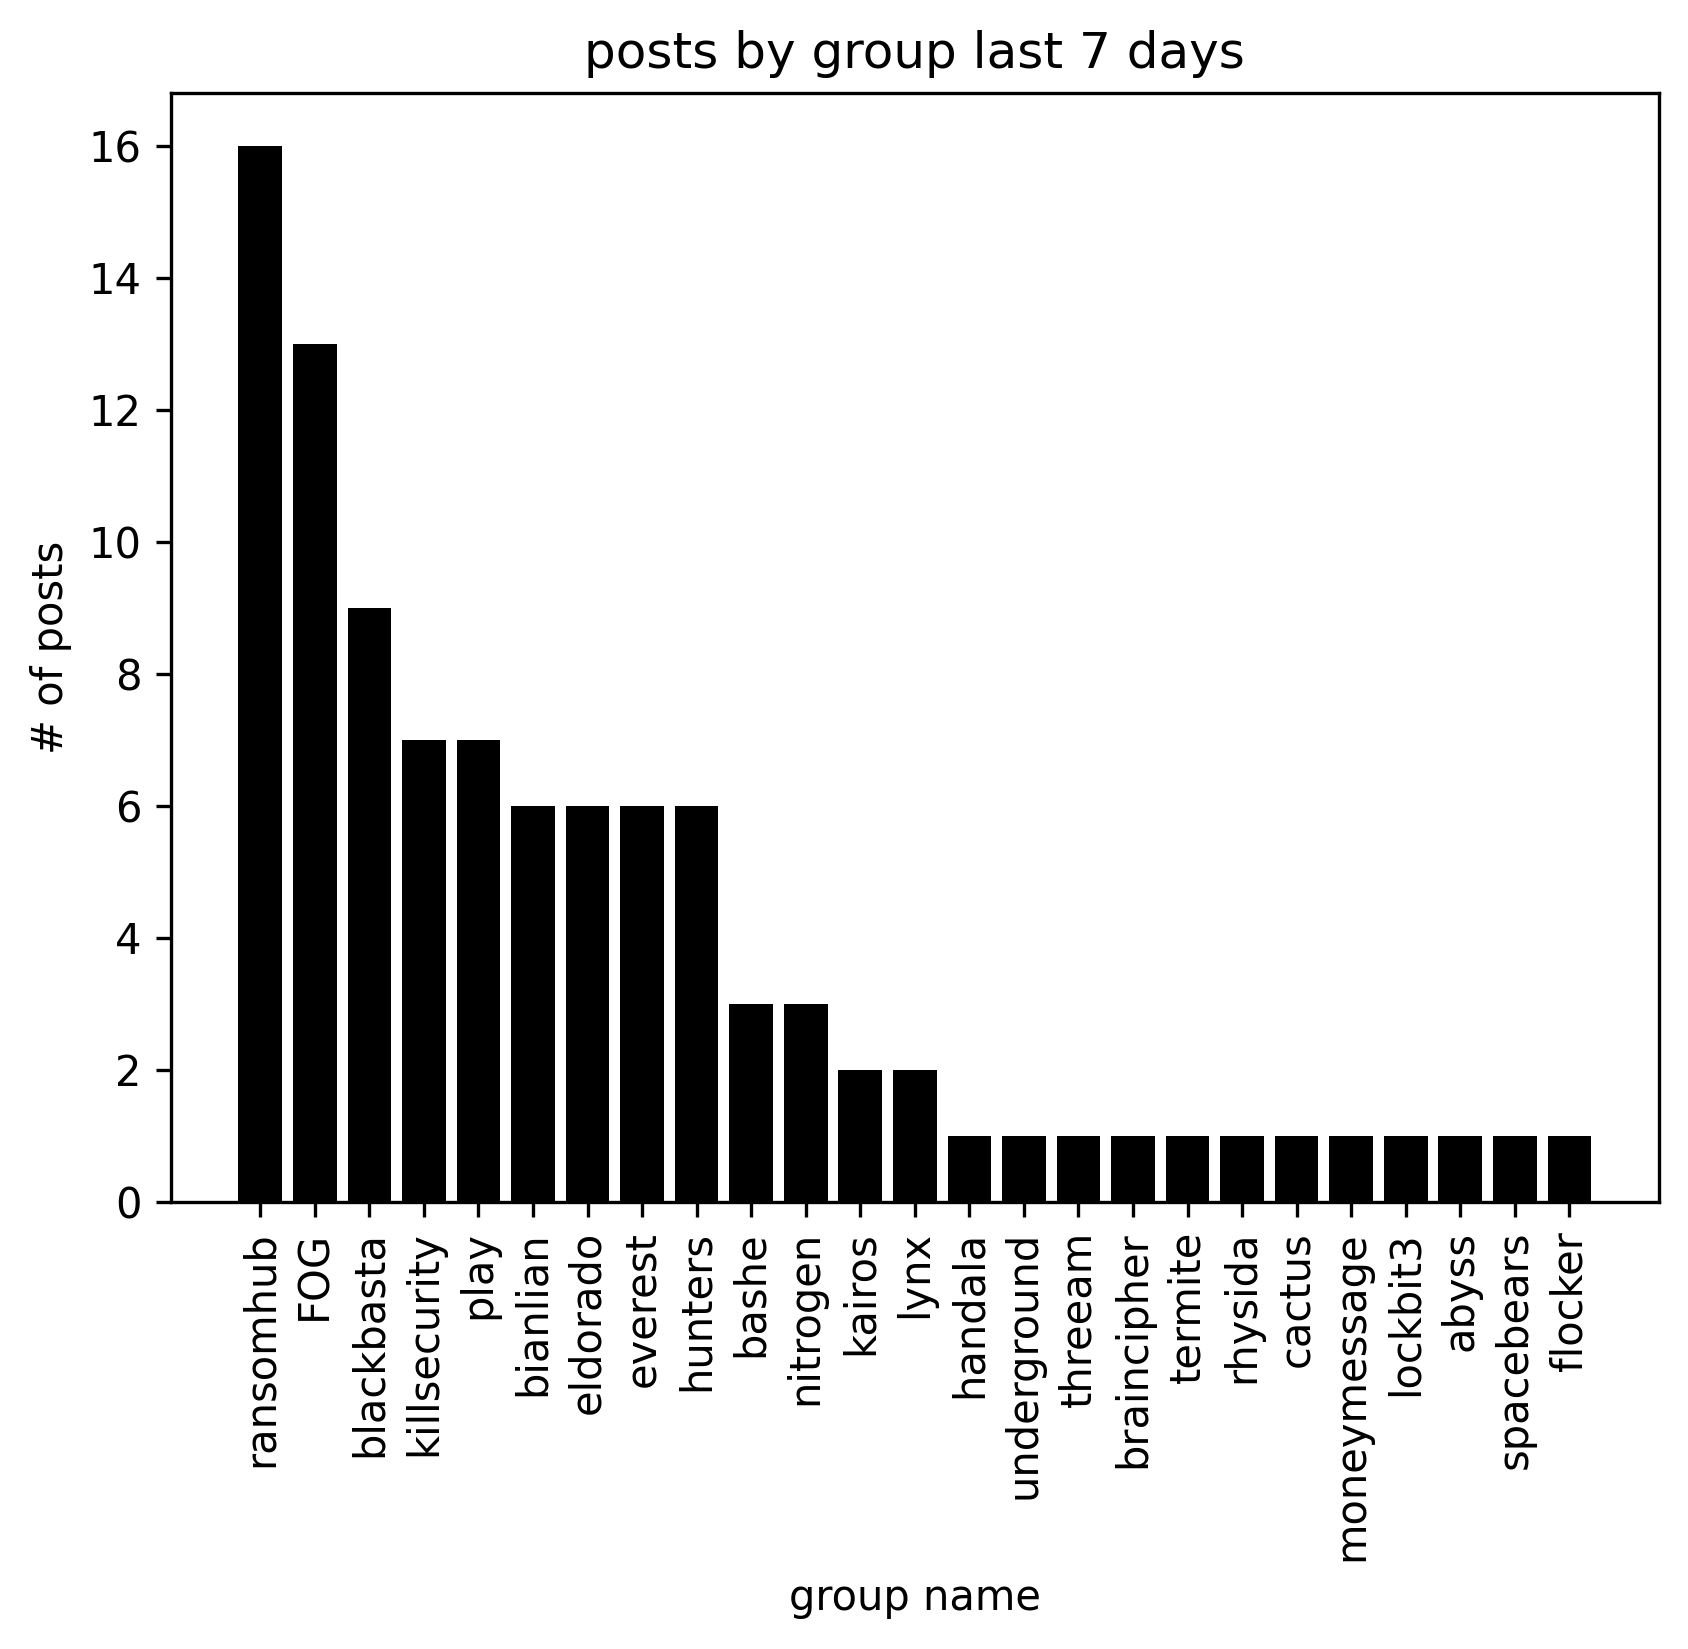 posts by group last 7 days
# of posts
16
14
12
10
8
6
4
2
0
ransomhub
FOG
blackbasta
killsecurity
play
bianlian
eldorado
everest
hunters
bashe
nitrogen
kairos
lynx
handala
underground
threeam
braincipher
termite
rhysida
cactus
moneymessage
lockbit3
abyss
spacebears
flocker
group name